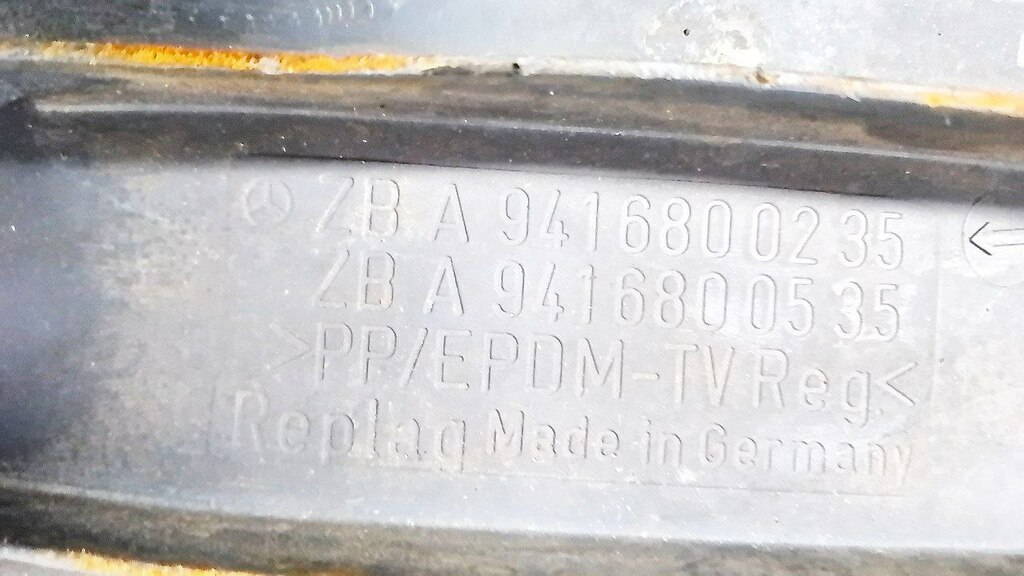 ZB A 941 680 02 35
ZB A 941 680 05 35
>PP/EPDM-TV Reg.<
Replag Made in Germany